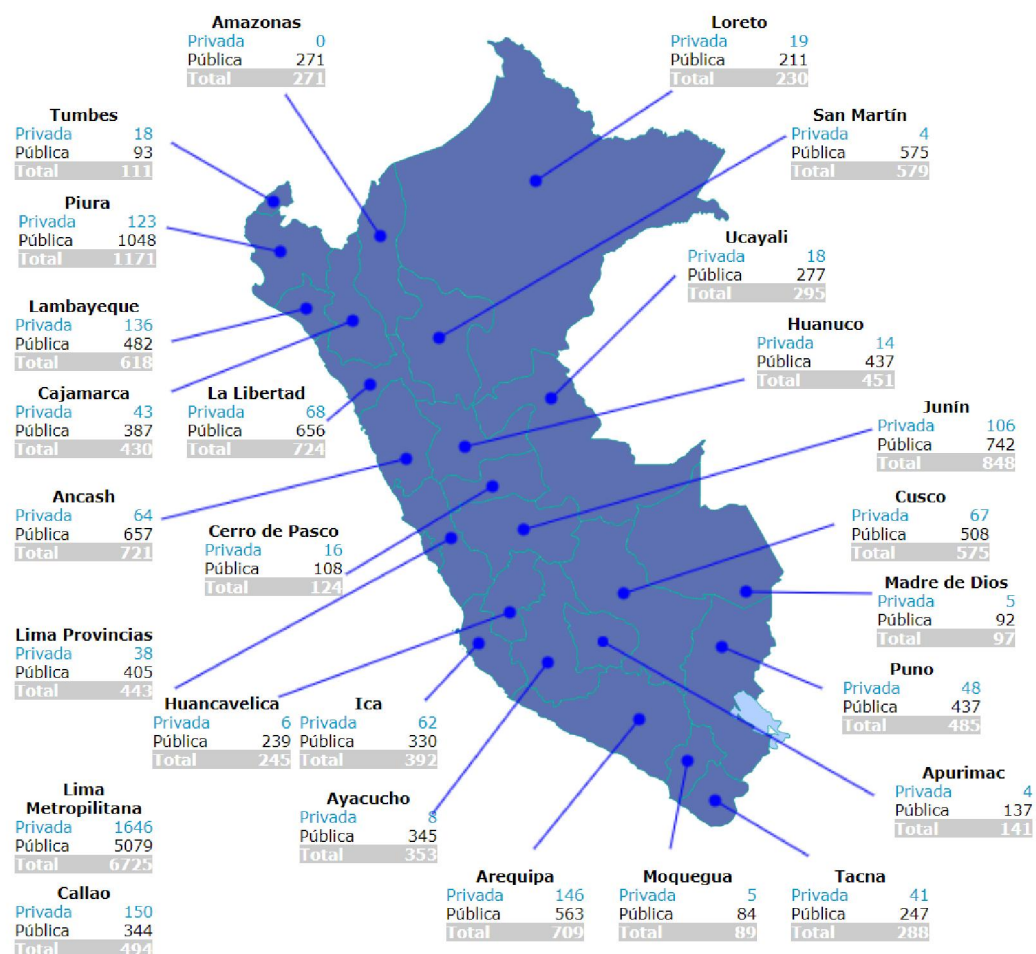 Amazonas
Privada 0
Pública 271
Total 271
Loreto
Privada 19
Pública 211
Total 230
Tumbes
Privada 18
Pública 93
Total 111
San Martín
Privada 4
Pública 575
Total 579
Piura
Privada 123
Pública 1048
Total 1171
Ucayali
Privada 18
Pública 277
Total 295
Lambayeque
Privada 136
Pública 482
Total 618
Huanuco
Privada 14
Pública 437
Total 451
Cajamarca
Privada 43
Pública 387
Total 430
La Libertad
Privada 68
Pública 656
Total 724
Junín
Privada 106
Pública 742
Total 848
Ancash
Privada 64
Pública 657
Total 721
Cerro de Pasco
Privada 16
Pública 108
Total 124
Cusco
Privada 67
Pública 508
Total 575
Madre de Dios
Privada 5
Pública 92
Total 97
Lima Provincias
Privada 38
Pública 405
Total 443
Huancavelica
Privada 6
Pública 239
Total 245
Ica
Privada 62
Pública 330
Total 392
Puno
Privada 48
Pública 437
Total 485
Lima
Metropilitana
Privada 1646
Pública 5079
Total 6725
Ayacucho
Privada 8
Pública 345
Total 353
Apurimac
Privada 4
Pública 137
Total 141
Callao
Privada 150
Pública 344
Total 494
Arequipa
Privada 146
Pública 563
Total 709
Moquegua
Privada 5
Pública 84
Total 89
Tacna
Privada 41
Pública 247
Total 288